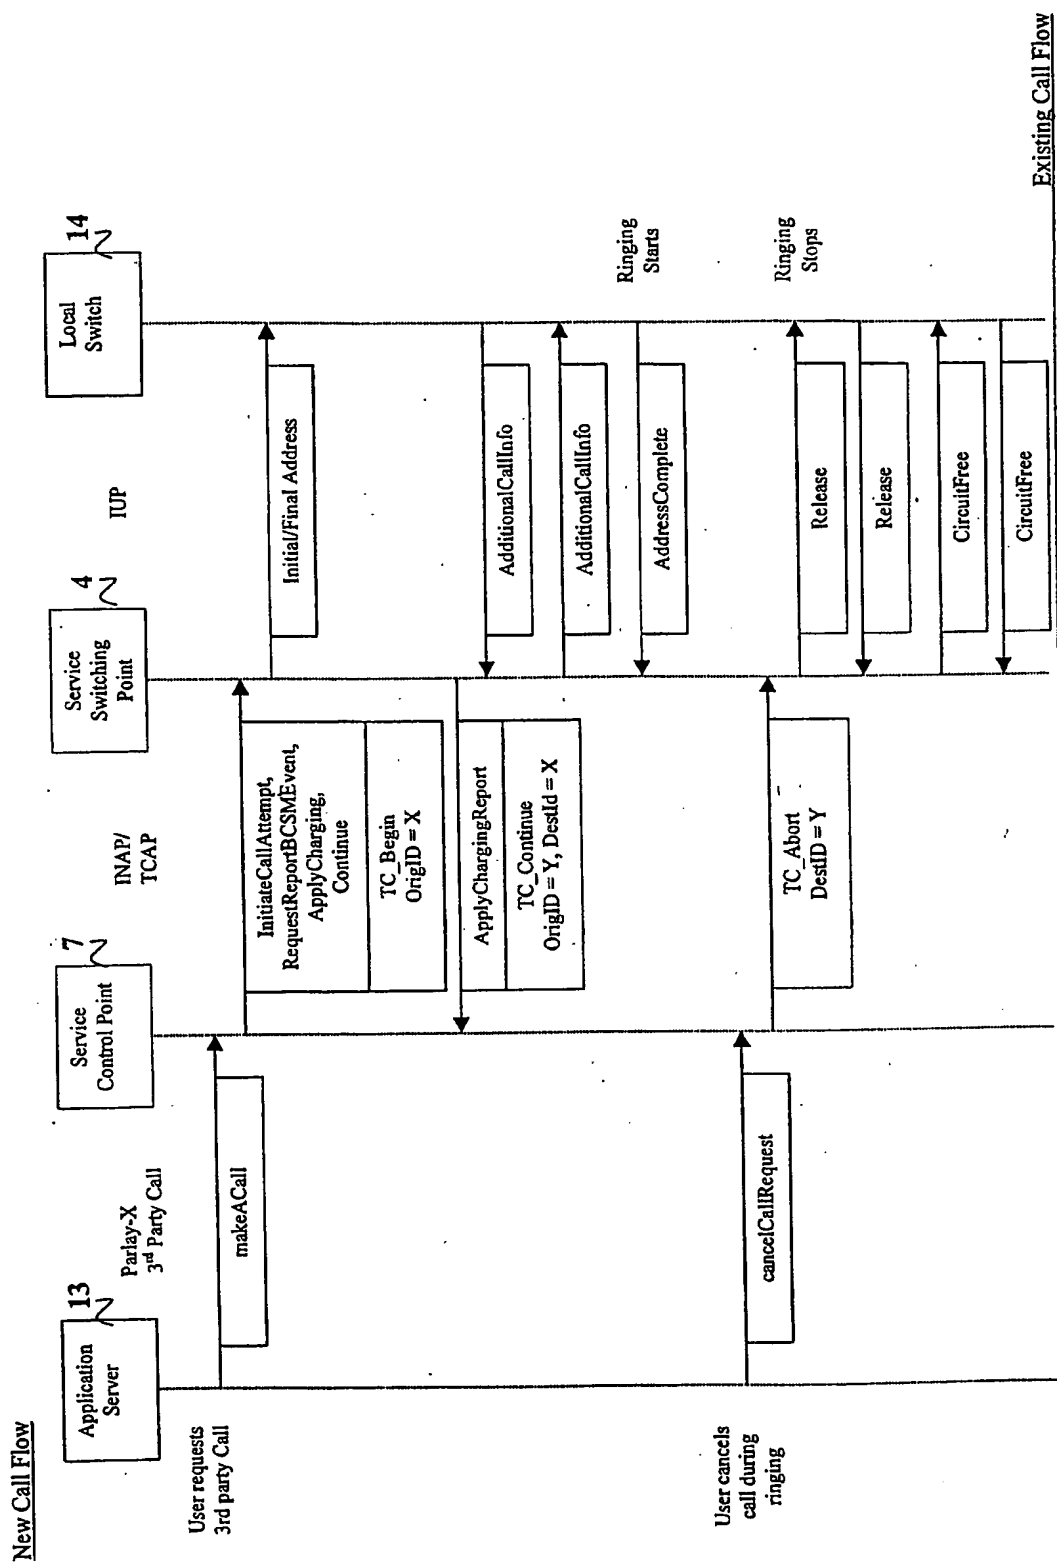 New Call Flow
13
Application
Server
Parlay-X
3rd Party Call
7
Service
Control Point
INAP/
TCAP
4
Service
Switching
Point
IUP
14
Local
Switch
User requests
3rd party Call
makeACall
InitiateCallAttempt,
RequestReportBCSMEvent,
ApplyCharging,
Continue
TC_Begin
OrigID = X
Initial/Final Address
ApplyChargingReport
TC_Continue
OrigID = Y, DestId = X
AdditionalCallInfo
AdditionalCallInfo
AddressComplete
Ringing
Starts
User cancels
call during
ringing
cancelCallRequest
TC_Abort
DestID = Y
Release
Ringing
Stops
Release
CircuitFree
CircuitFree
Existing Call Flow